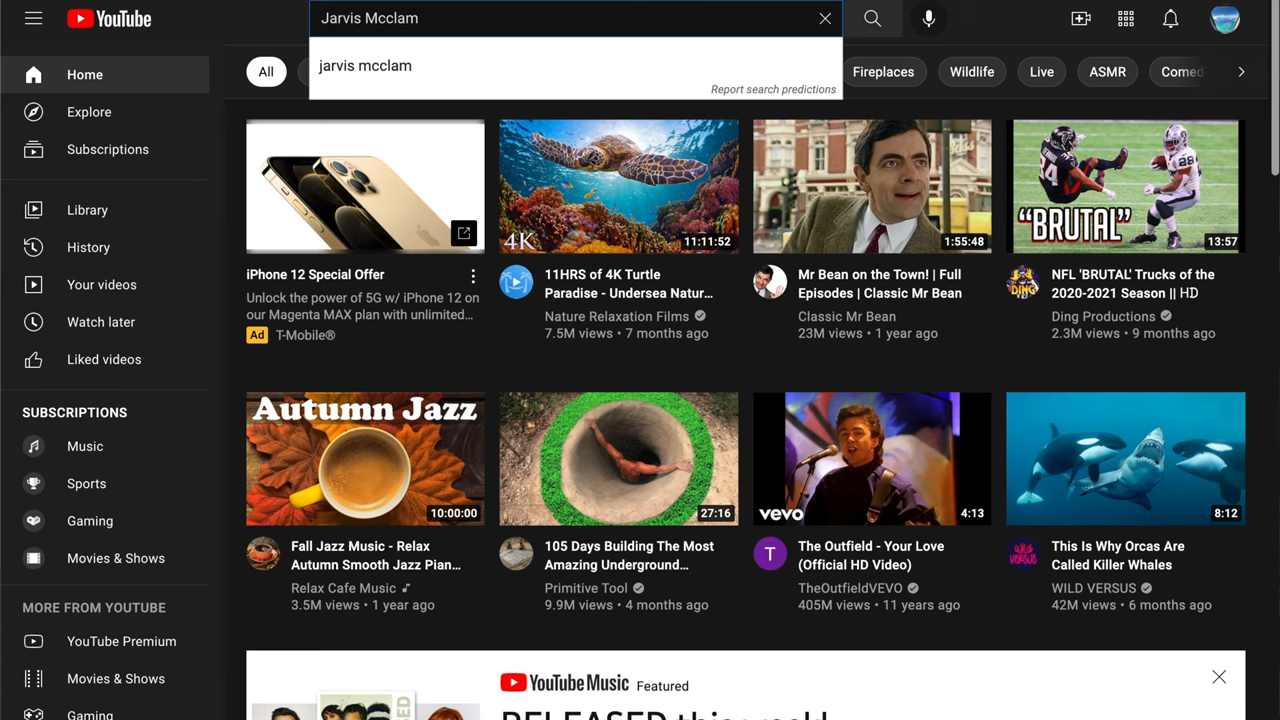 YouTube
Jarvis Mcclam
jarvis mcclam
Report search predictions
All
Fireplaces
Wildlife
Live
ASMR
Comed
Home
Explore
Subscriptions
Library
History
Your videos
Watch later
Liked videos
SUBSCRIPTIONS
Music
Sports
Gaming
Movies & Shows
MORE FROM YOUTUBE
YouTube Premium
Movies & Shows
Gaming
iPhone 12 Special Offer
Unlock the power of 5G w/ iPhone 12 on
our Magenta MAX plan with unlimited...
Ad T-Mobile®
4K
11:11:52
11HRS of 4K Turtle
Paradise - Undersea Natur...
Nature Relaxation Films
7.5M views • 7 months ago
1:55:48
Mr Bean on the Town! | Full
Episodes | Classic Mr Bean
Classic Mr Bean
23M views • 1 year ago
34
28
"BRUTAL"
13:57
DING
NFL 'BRUTAL' Trucks of the
2020-2021 Season || HD
Ding Productions
2.3M views • 9 months ago
Autumn Jazz
10:00:00
Fall Jazz Music - Relax
Autumn Smooth Jazz Pian...
Relax Cafe Music
3.5M views • 1 year ago
27:16
105 Days Building The Most
Amazing Underground...
Primitive Tool
9.9M views • 4 months ago
vevo
4:13
T
The Outfield - Your Love
(Official HD Video)
TheOutfieldVEVO
405M views • 11 years ago
8:12
WILD
VERSUS
This Is Why Orcas Are
Called Killer Whales
WILD VERSUS
42M views • 6 months ago
YouTube Music Featured
RELEASED this week!